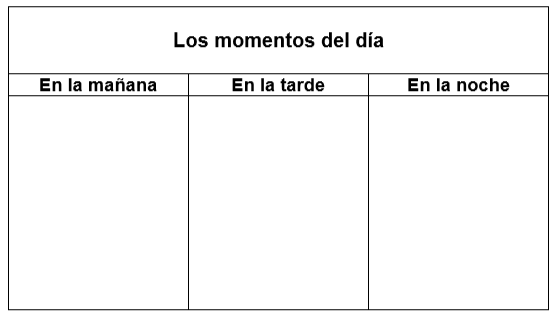 Los momentos del día
En la mañana En la tarde En la noche